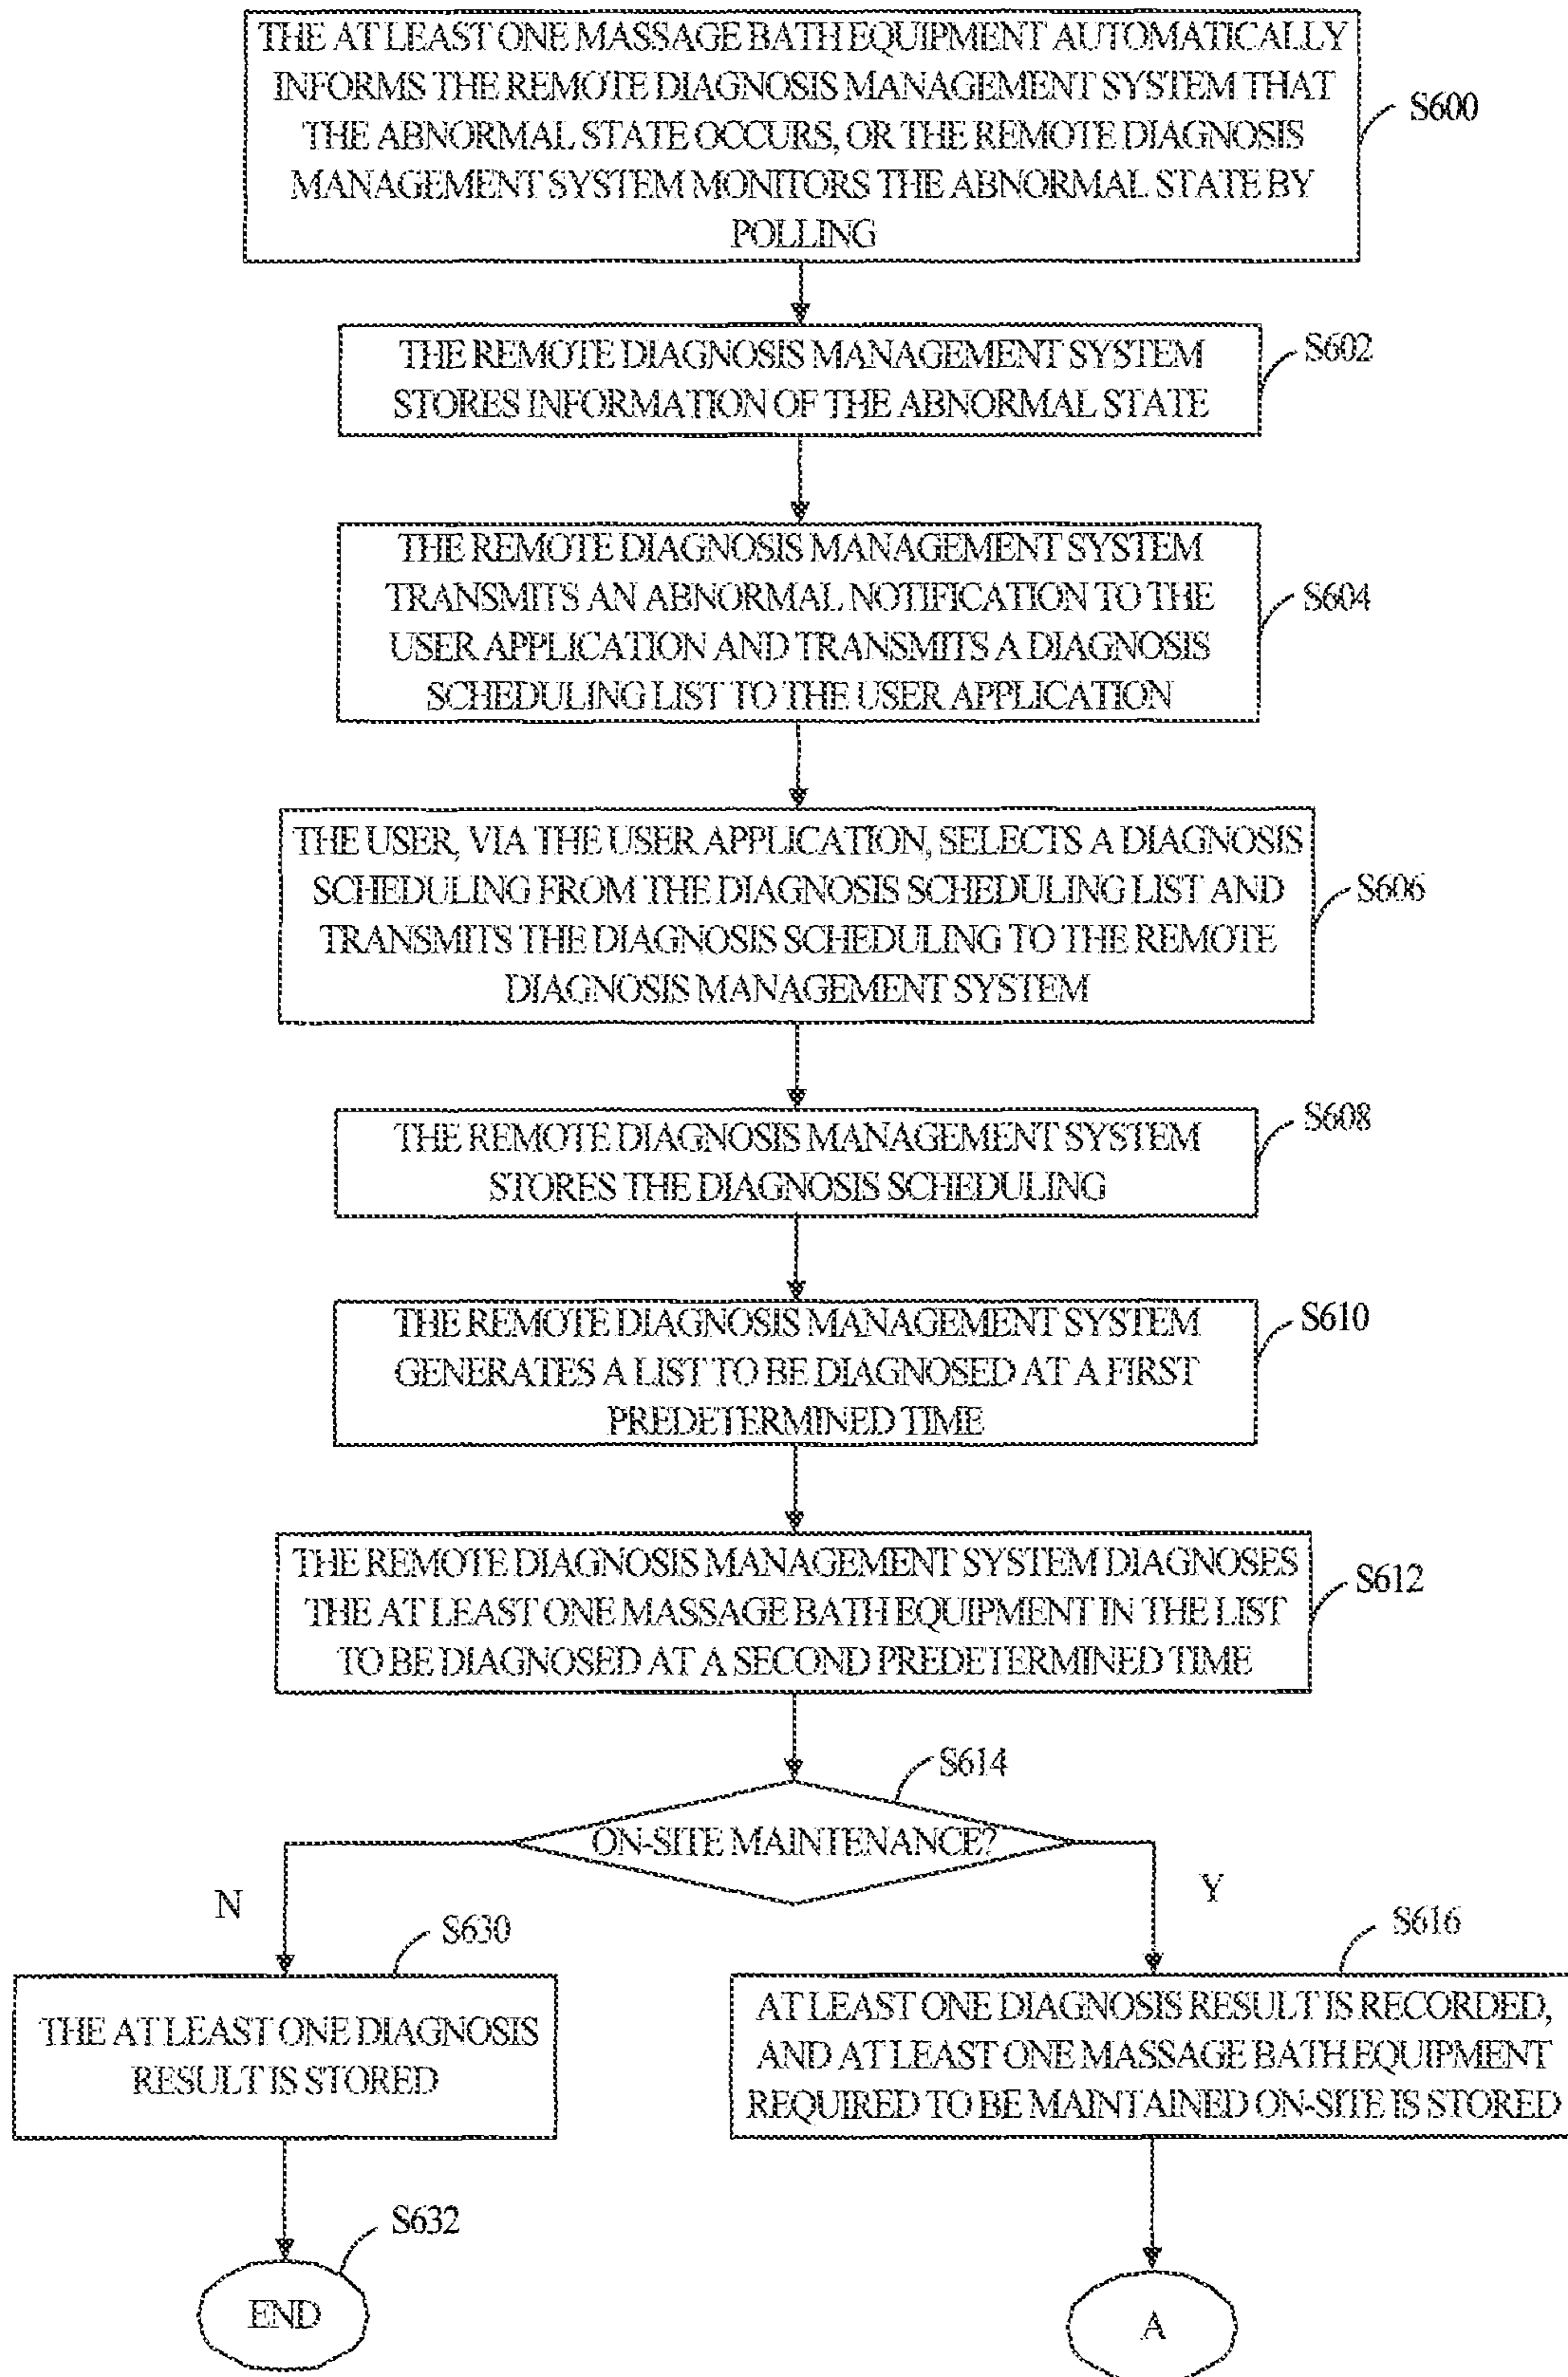 THE AT LEAST ONE MASSAGE BATH EQUIPMENT AUTOMATICALLY
INFORMS THE REMOTE DIAGNOSIS MANAGEMENT SYSTEM THAT
THE ABNORMAL STATE OCCURS, OR THE REMOTE DIAGNOSIS
MANAGEMENT SYSTEM MONITORS THE ABNORMAL STATE BY
POLLING
S600
THE REMOTE DIAGNOSIS MANAGEMENT SYSTEM
STORES INFORMATION OF THE ABNORMAL STATE
S602
THE REMOTE DIAGNOSIS MANAGEMENT SYSTEM
TRANSMITS AN ABNORMAL NOTIFICATION TO THE
USER APPLICATION AND TRANSMITS A DIAGNOSIS
SCHEDULING LIST TO THE USER APPLICATION
S604
THE USER, VIA THE USER APPLICATION, SELECTS A DIAGNOSIS
SCHEDULING FROM THE DIAGNOSIS SCHEDULING LIST AND
TRANSMITS THE DIAGNOSIS SCHEDULING TO THE REMOTE
DIAGNOSIS MANAGEMENT SYSTEM
S606
THE REMOTE DIAGNOSIS MANAGEMENT SYSTEM
STORES THE DIAGNOSIS SCHEDULING
S608
THE REMOTE DIAGNOSIS MANAGEMENT SYSTEM
GENERATES A LIST TO BE DIAGNOSED AT A FIRST
PREDETERMINED TIME
S610
THE REMOTE DIAGNOSIS MANAGEMENT SYSTEM DIAGNOSES
THE AT LEAST ONE MASSAGE BATH EQUIPMENT IN THE LIST
TO BE DIAGNOSED AT A SECOND PREDETERMINED TIME
S612
S614
ON-SITE MAINTENANCE?
N
Y
S630
THE AT LEAST ONE DIAGNOSIS
RESULT IS STORED
S616
AT LEAST ONE DIAGNOSIS RESULT IS RECORDED,
AND AT LEAST ONE MASSAGE BATH EQUIPMENT
REQUIRED TO BE MAINTAINED ON-SITE IS STORED
S632
END
A